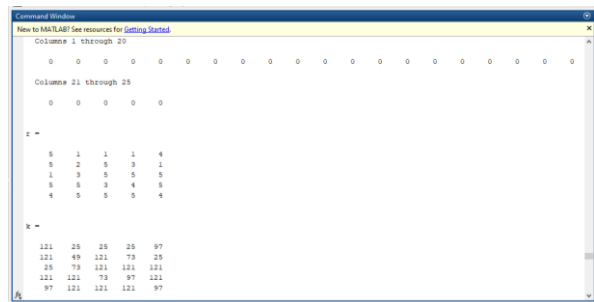 Command Window
New to MATLAB? See resources for Getting Started.
Columns 1 through 20
0 0 0 0 0 0 0 0 0 0 0 0 0 0 0 0 0 0 0 0
Columns 21 through 25
0 0 0 0 0
r =
5 1 1 1 4
5 2 5 3 1
1 3 5 5 5
5 5 3 4 5
4 5 5 5 4
R =
121 25 25 25 97
121 49 121 73 25
25 73 121 121 121
121 121 73 97 121
97 121 121 121 97
fx